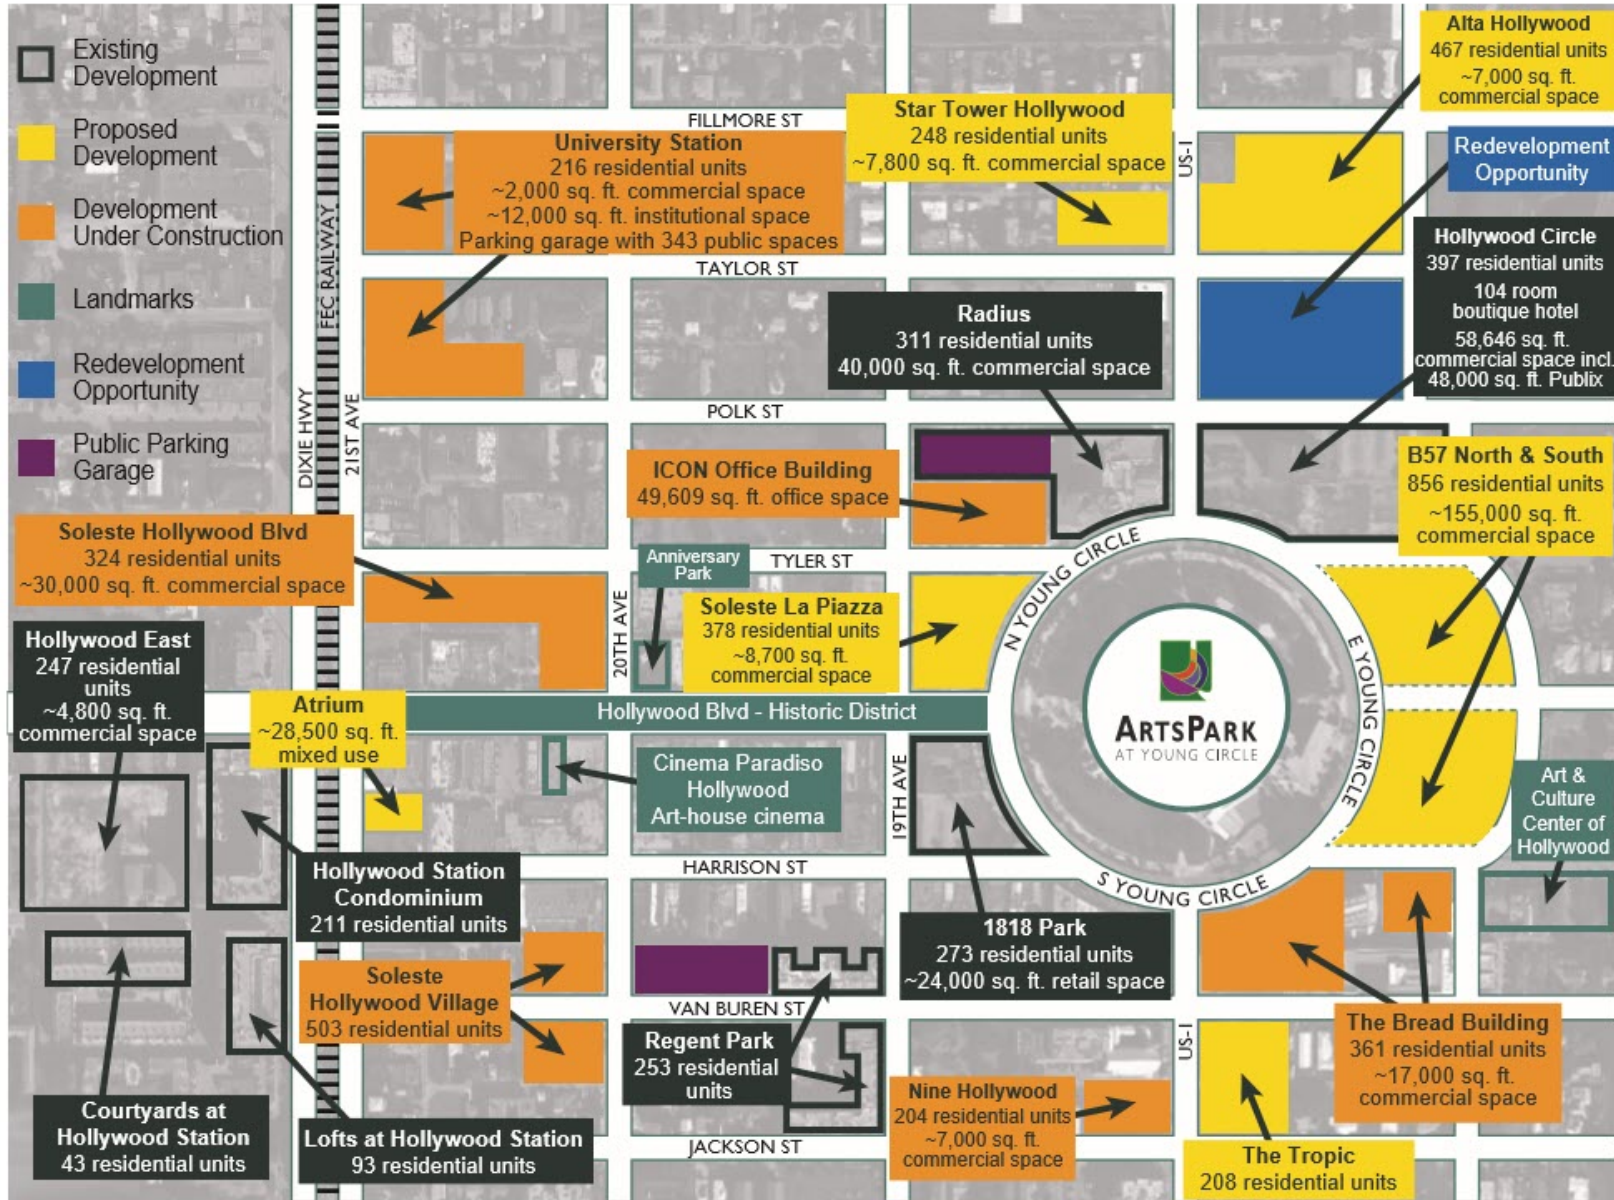 Existing
Development
Proposed
Development
Development
Under Construction
Landmarks
Redevelopment
Opportunity
Public Parking
Garage
Alta Hollywood
467 residential units
~7,000 sq. ft.
commercial space
Star Tower Hollywood
248 residential units
~7,800 sq. ft. commercial space
FILLMORE ST
University Station
216 residential units
~2,000 sq. ft. commercial space
~12,000 sq. ft. institutional space
Parking garage with 343 public spaces
US-1
Redevelopment
Opportunity
FEC RAILWAY
TAYLOR ST
Hollywood Circle
397 residential units
104 room
boutique hotel
58,646 sq. ft.
commercial space incl.
48,000 sq. ft. Publix
Radius
311 residential units
40,000 sq. ft. commercial space
DIXIE HWY
21ST AVE
POLK ST
ICON Office Building
49,609 sq. ft. office space
B57 North & South
856 residential units
~155,000 sq. ft.
commercial space
Soleste Hollywood Blvd
324 residential units
~30,000 sq. ft. commercial space
TYLER ST
Anniversary
Park
N YOUNG CIRCLE
20TH AVE
Soleste La Piazza
378 residential units
~8,700 sq. ft.
commercial space
E YOUNG CIRCLE
Hollywood East
247 residential
units
~4,800 sq. ft.
commercial space
Atrium
~28,500 sq. ft.
mixed use
Hollywood Blvd - Historic District
ARTSPARK
AT YOUNG CIRCLE
Cinema Paradiso
Hollywood
Art-house cinema
19TH AVE
Art &
Culture
Center of
Hollywood
HARRISON ST
S YOUNG CIRCLE
Hollywood Station
Condominium
211 residential units
1818 Park
273 residential units
~24,000 sq. ft. retail space
Soleste
Hollywood Village
503 residential units
VAN BUREN ST
Regent Park
253 residential
units
US-1
The Bread Building
361 residential units
~17,000 sq. ft.
commercial space
Nine Hollywood
204 residential units
~7,000 sq. ft.
commercial space
Courtyards at
Hollywood Station
43 residential units
Lofts at Hollywood Station
93 residential units
JACKSON ST
The Tropic
208 residential units